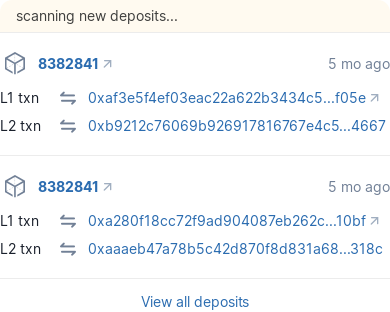 scanning new deposits...
8382841 5 mo ago
L1 txn 0xaf3e5f4ef03eac22a622b3434c5...f05e
L2 txn 0xb9212c76069b926917816767e4c5...4667
8382841 5 mo ago
L1 txn 0xa280f18cc72f9ad904087eb262c...10bf
L2 txn 0xaaaeb47a78b5c42d870f8d831a68...318c
View all deposits